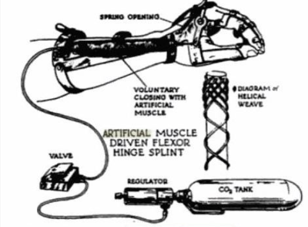 SPRING OPENING
VOLUNTARY
CLOSING WITH
ARTIFICIAL
MUSCLE
DIAGRAM OF
HELICAL
WEAVE
ARTIFICIAL MUSCLE
DRIVEN FLEXOR
HINGE SPLINT
VALVE
REGULATOR
CO₂ TANK